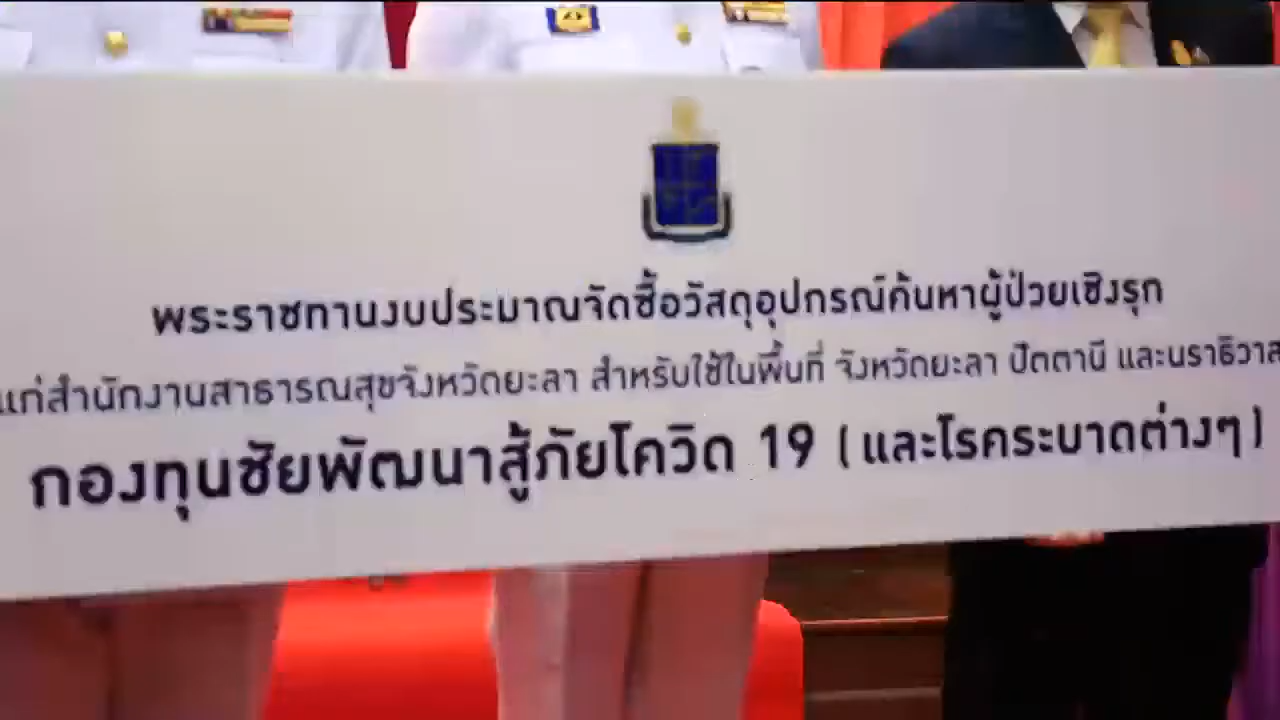 พระราชทานงบประมาณจัดซื้อวัสดุอุปกรณ์ค้นหาผู้ป่วยเชิงรุก
แก่สำนักงานสาธารณสุขจังหวัดยะลา สำหรับใช้ในพื้นที่ จังหวัดยะลา ปัตตานี และนราธิวาส
กองทุนชัยพัฒนาสู้ภัยโควิด 19 (และโรคระบาดต่างๆ)